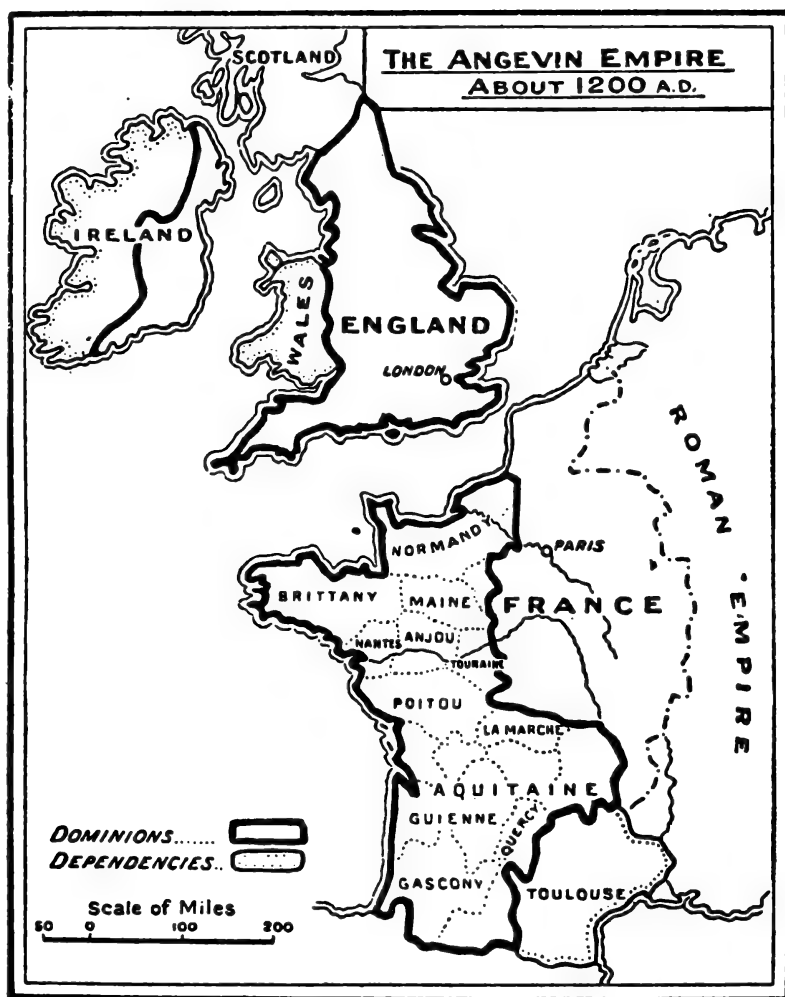 THE ANGEVIN EMPIRE
ABOUT 1200 A.D.
SCOTLAND
IRELAND
WALES
ENGLAND
LONDON
ROMAN EMPIRE
NORMANDY
PARIS
BRITTANY
MAINE
FRANCE
NANTES
ANJOU
TOURAINE
POITOU
LA MARCHE
AQUITAINE
GUIENNE
QUERCY
GASCONY
TOULOUSE
DOMINIONS......
DEPENDENCIES..
Scale of Miles
50 0 100 200